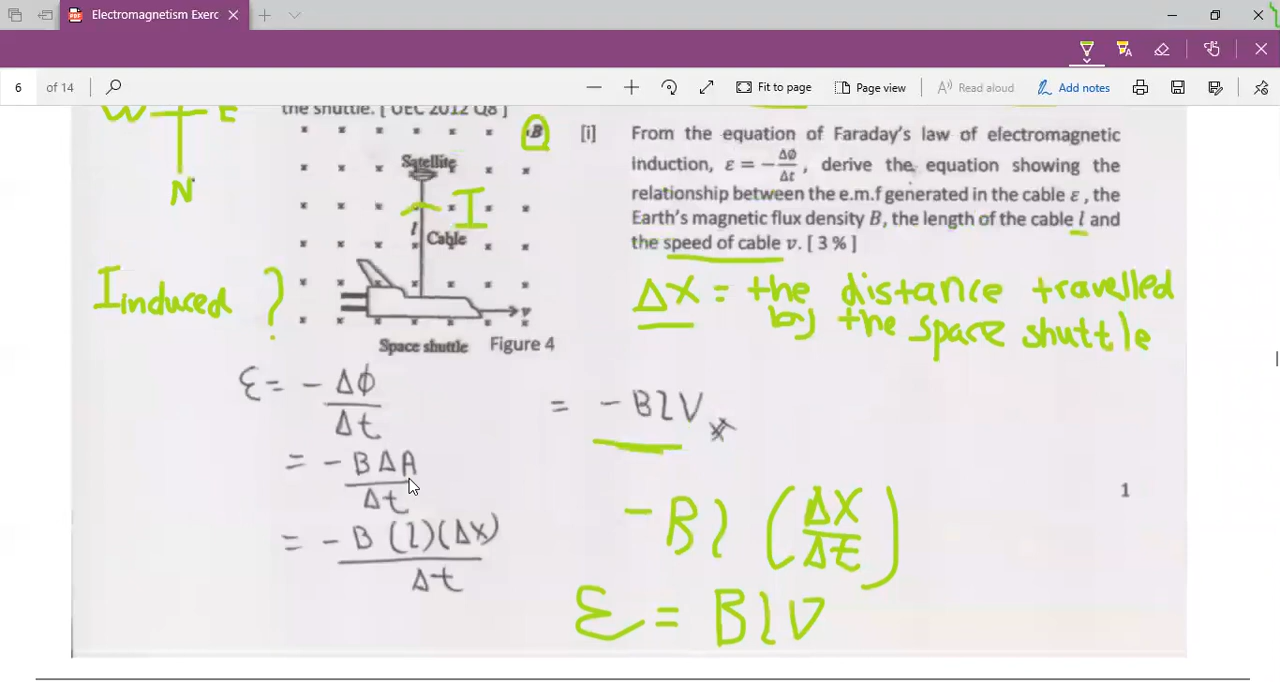 Electromagnetism Exerc
6 of 14
Fit to page
Page view
Read aloud
Add notes
W E
N
the shuttle. [ UEC 2012 Q8 ]
B
Satellite
I
l
Cable
v
Space shuttle
Figure 4
I induced ?
[i] From the equation of Faraday's law of electromagnetic
induction, ε = −ΔΦ/Δt, derive the equation showing the
relationship between the e.m.f generated in the cable ε , the
Earth's magnetic flux density B, the length of the cable l and
the speed of cable v. [ 3 % ]
Δx = the distance travelled
by the space shuttle
ε = − Δϕ
Δt
= − B Δ A
Δt
= − B (l)(Δx)
Δt
= − B l V
− B l (Δx
Δt)
ε = B l V
1